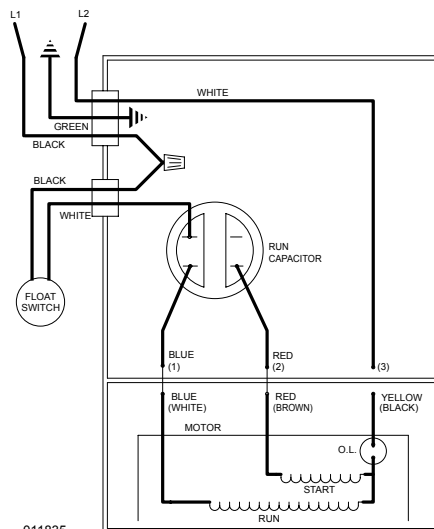 L1
L2
WHITE
GREEN
BLACK
BLACK
WHITE
FLOAT
SWITCH
RUN
CAPACITOR
BLUE
(1)
RED
(2)
(3)
BLUE
(WHITE)
RED
(BROWN)
YELLOW
(BLACK)
MOTOR
O.L.
START
RUN